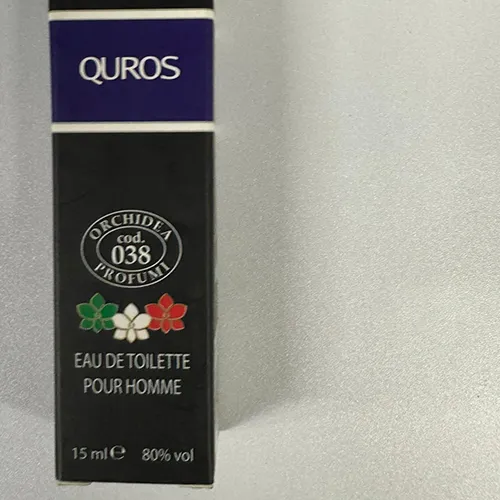 QUROS
ORCHIDEA
cod.
038
PROFUMI
EAU DE TOILETTE
POUR HOMME
15 ml ℮ 80% vol